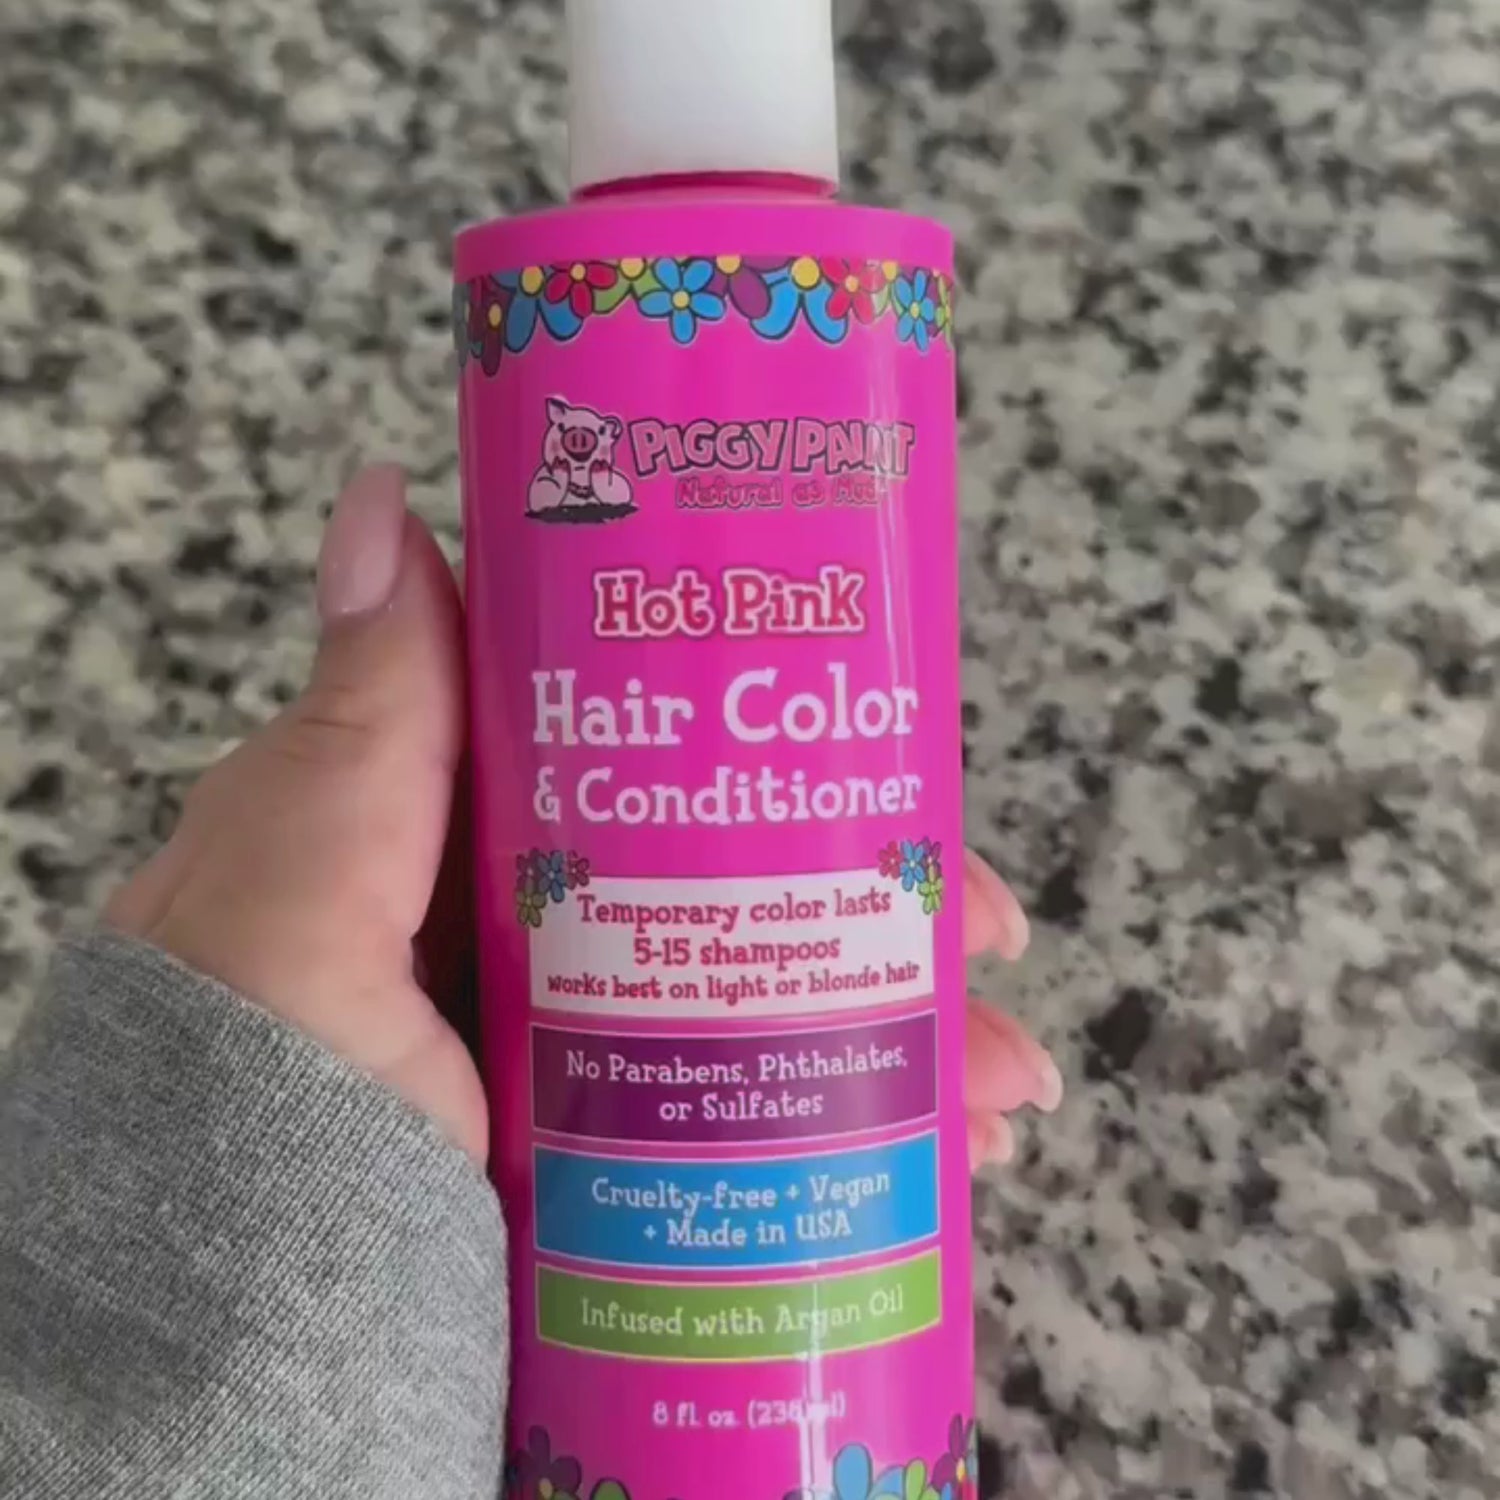 PIGGY PAINT
Natural as Mud
Hot Pink
Hair Color
& Conditioner
Temporary color lasts
5-15 shampoos
works best on light or blonde hair
No Parabens, Phthalates,
or Sulfates
Cruelty-free + Vegan
+ Made in USA
Infused with Argan Oil
8 fl. oz.